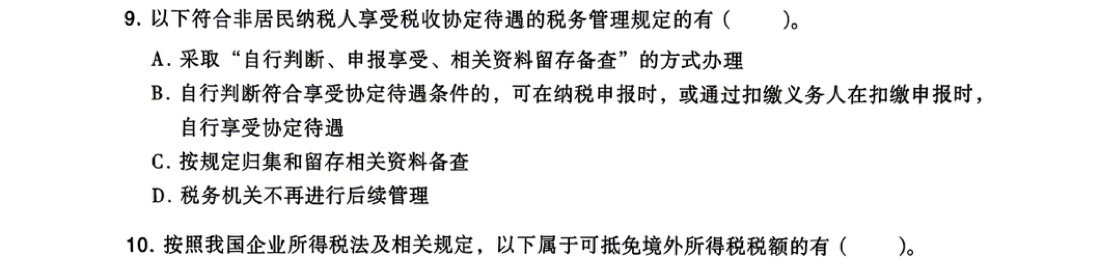 9. 以下符合非居民纳税人享受税收协定待遇的税务管理规定的有（　　）。
A. 采取“自行判断、申报享受、相关资料留存备查”的方式办理
B. 自行判断符合享受协定待遇条件的，可在纳税申报时，或通过扣缴义务人在扣缴申报时，
自行享受协定待遇
C. 按规定归集和留存相关资料备查
D. 税务机关不再进行后续管理
10. 按照我国企业所得税法及相关规定，以下属于可抵免境外所得税税额的有（　　）。